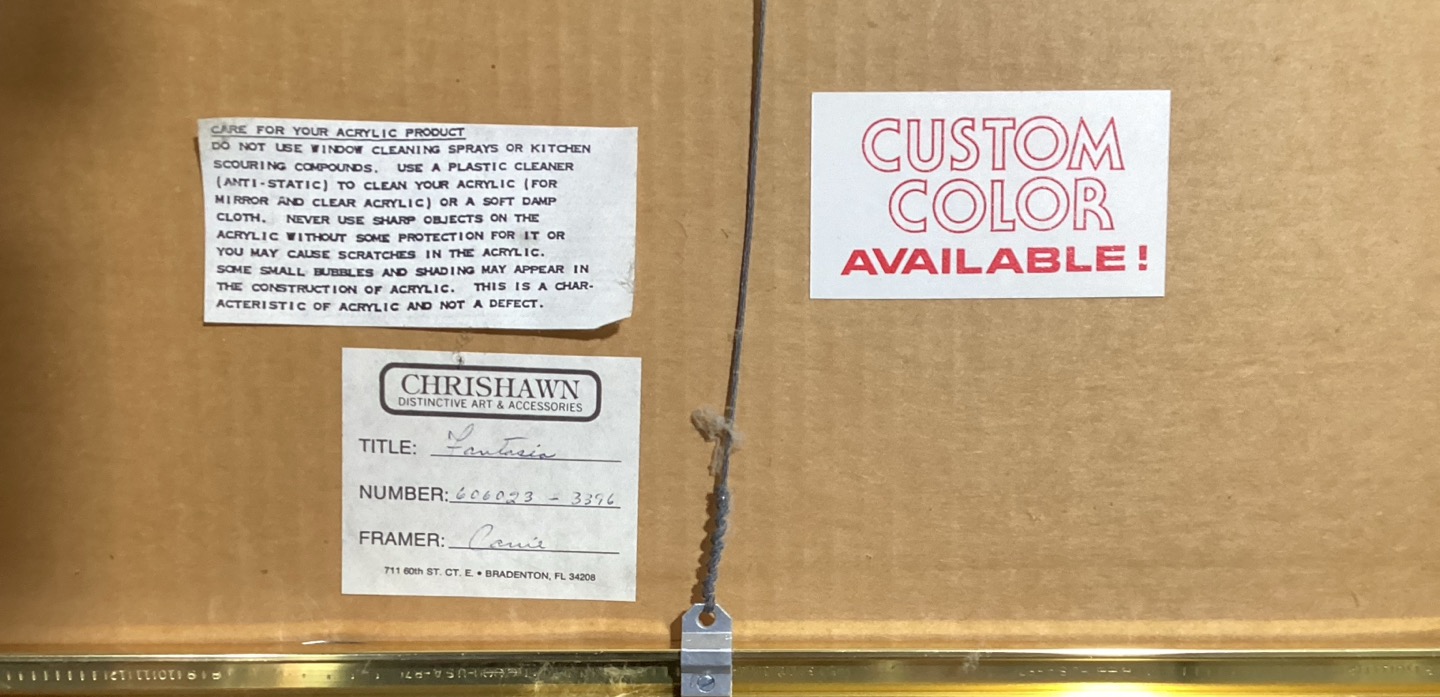 CARE FOR YOUR ACRYLIC PRODUCT
DO NOT USE WINDOW CLEANING SPRAYS OR KITCHEN
SCOURING COMPOUNDS. USE A PLASTIC CLEANER
(ANTI-STATIC) TO CLEAN YOUR ACRYLIC (FOR
MIRROR AND CLEAR ACRYLIC) OR A SOFT DAMP
CLOTH. NEVER USE SHARP OBJECTS ON THE
ACRYLIC WITHOUT SOME PROTECTION FOR IT OR
YOU MAY CAUSE SCRATCHES IN THE ACRYLIC.
SOME SMALL BUBBLES AND SHADING MAY APPEAR IN
THE CONSTRUCTION OF ACRYLIC. THIS IS A CHAR-
ACTERISTIC OF ACRYLIC AND NOT A DEFECT.
CUSTOM
COLOR
AVAILABLE!
CHRISHAWN
DISTINCTIVE ART & ACCESSORIES
TITLE: Fantasia
NUMBER: 606023 - 3396
FRAMER:
711 60th ST. CT. E. • BRADENTON, FL 34208